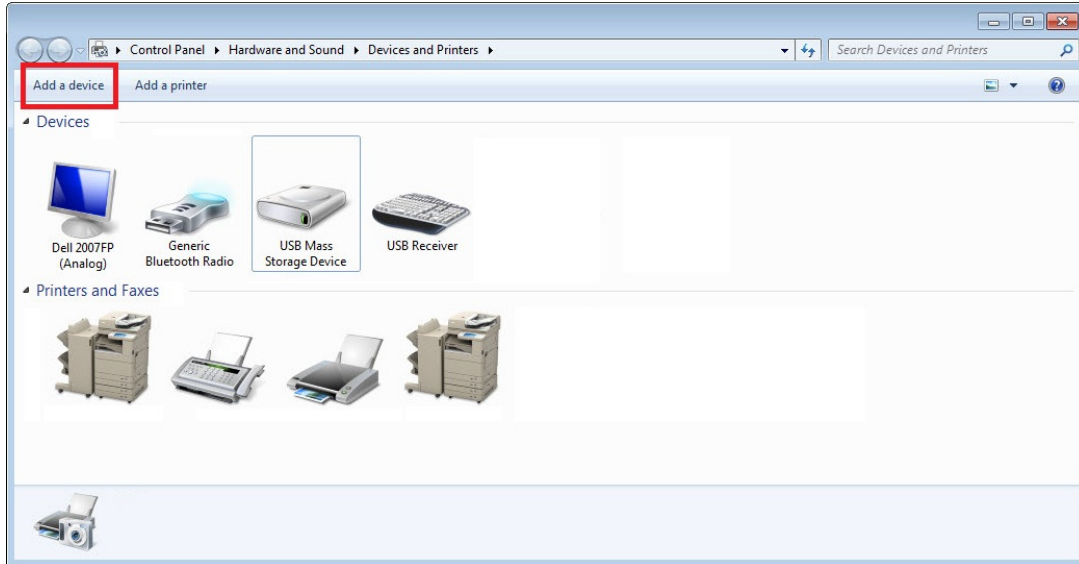 Control Panel Hardware and Sound Devices and Printers Search Devices and Printers
Add a device Add a printer
Devices
Dell 2007FP
(Analog)
Generic
Bluetooth Radio
USB Mass
Storage Device
USB Receiver
Printers and Faxes